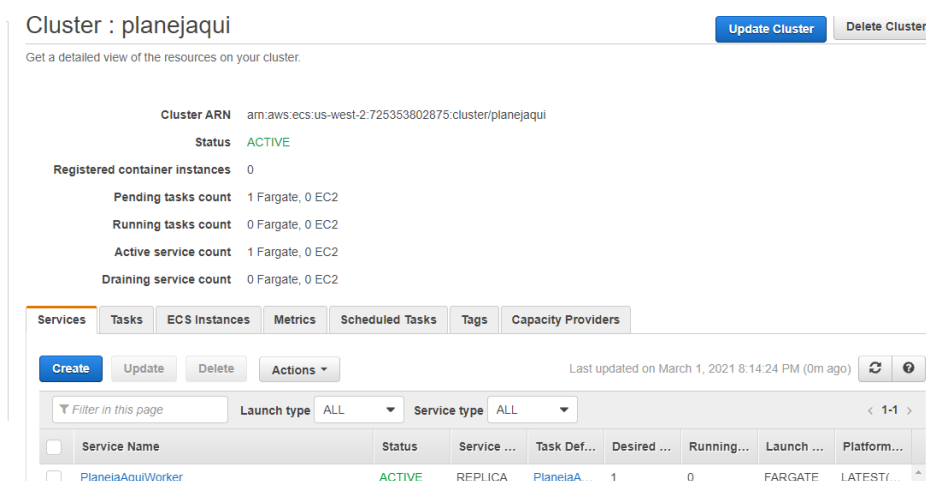 Cluster : planejaqui
Update Cluster
Delete Cluster
Get a detailed view of the resources on your cluster.
Cluster ARN arn:aws:ecs:us-west-2:725353802875:cluster/planejaqui
Status ACTIVE
Registered container instances 0
Pending tasks count 1 Fargate, 0 EC2
Running tasks count 0 Fargate, 0 EC2
Active service count 1 Fargate, 0 EC2
Draining service count 0 Fargate, 0 EC2
Services Tasks ECS Instances Metrics Scheduled Tasks Tags Capacity Providers
Create Update Delete Actions Last updated on March 1, 2021 8:14:24 PM (0m ago)
Filter in this page Launch type ALL Service type ALL < 1-1 >
Service Name Status Service ... Task Def... Desired ... Running... Launch ... Platform...
PlanejaAquiWorker ACTIVE REPLICA PlanejaA... 1 0 FARGATE LATEST(...